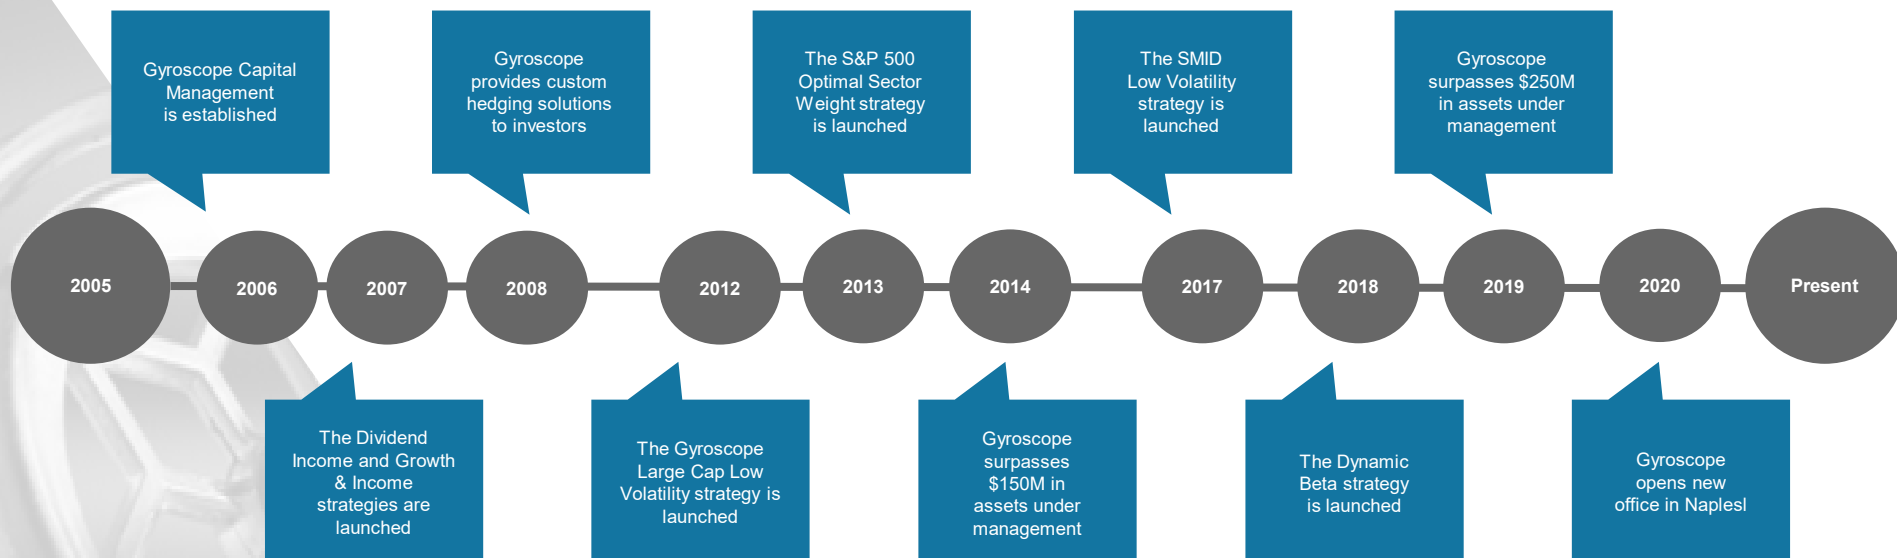 Gyroscope Capital
Management
is established
Gyroscope
provides custom
hedging solutions
to investors
The S&P 500
Optimal Sector
Weight strategy
is launched
The SMID
Low Volatility
strategy is
launched
Gyroscope
surpasses $250M
in assets under
management
2005
2006
2007
2008
2012
2013
2014
2017
2018
2019
2020
Present
The Dividend
Income and Growth
& Income
strategies are
launched
The Gyroscope
Large Cap Low
Volatility strategy is
launched
Gyroscope
surpasses
$150M in
assets under
management
The Dynamic
Beta strategy
is launched
Gyroscope
opens new
office in Naplesl